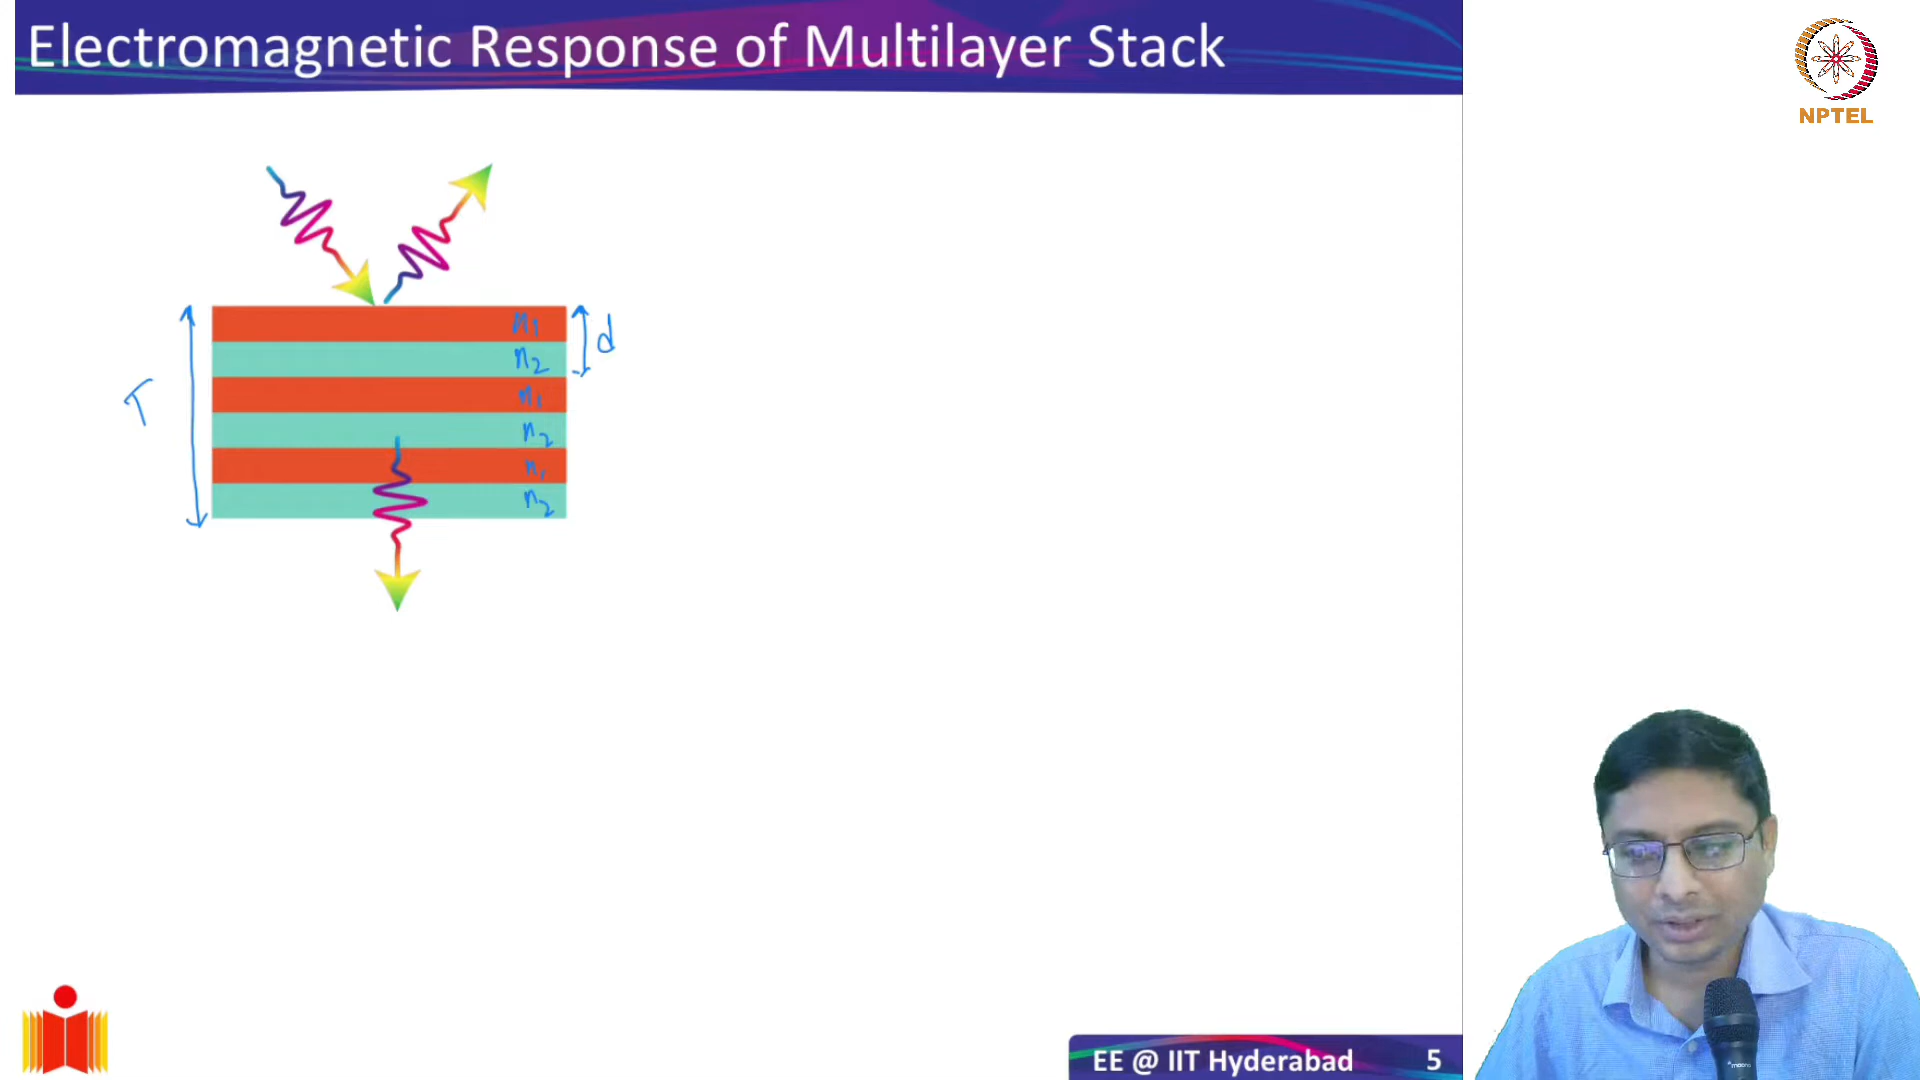 Electromagnetic Response of Multilayer Stack
NPTEL
n1
n2
d
n1
T
n2
n1
n2
EE @ IIT Hyderabad 5